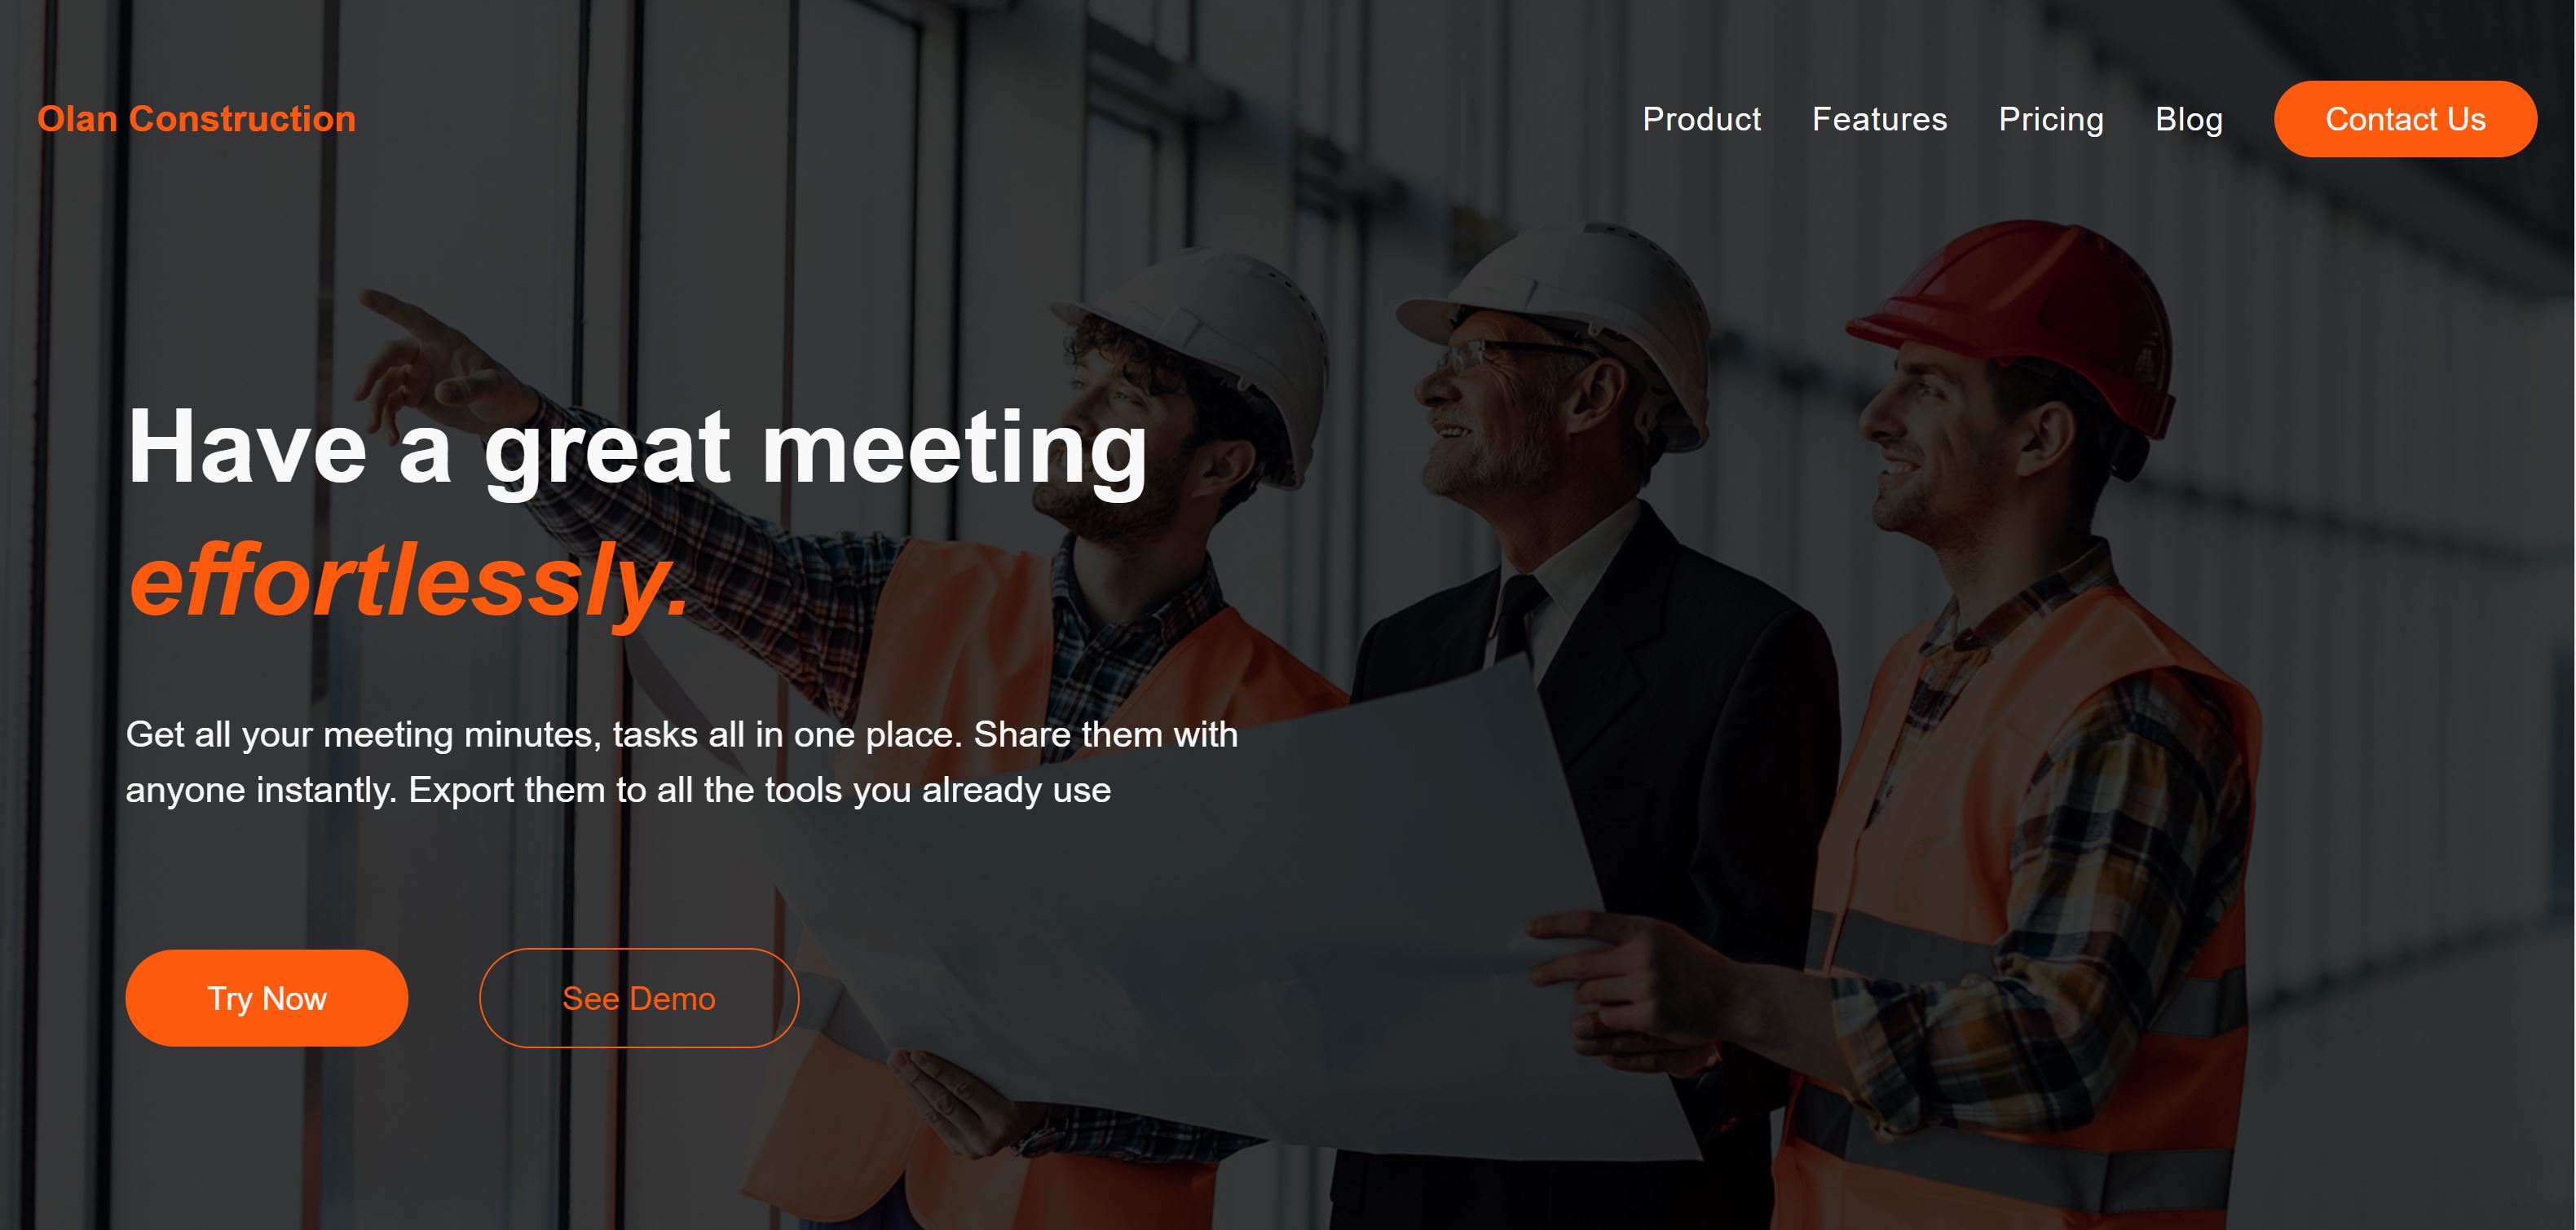 Olan Construction
Product Features Pricing Blog Contact Us
Have a great meeting
effortlessly.
Get all your meeting minutes, tasks all in one place. Share them with
anyone instantly. Export them to all the tools you already use
Try Now See Demo